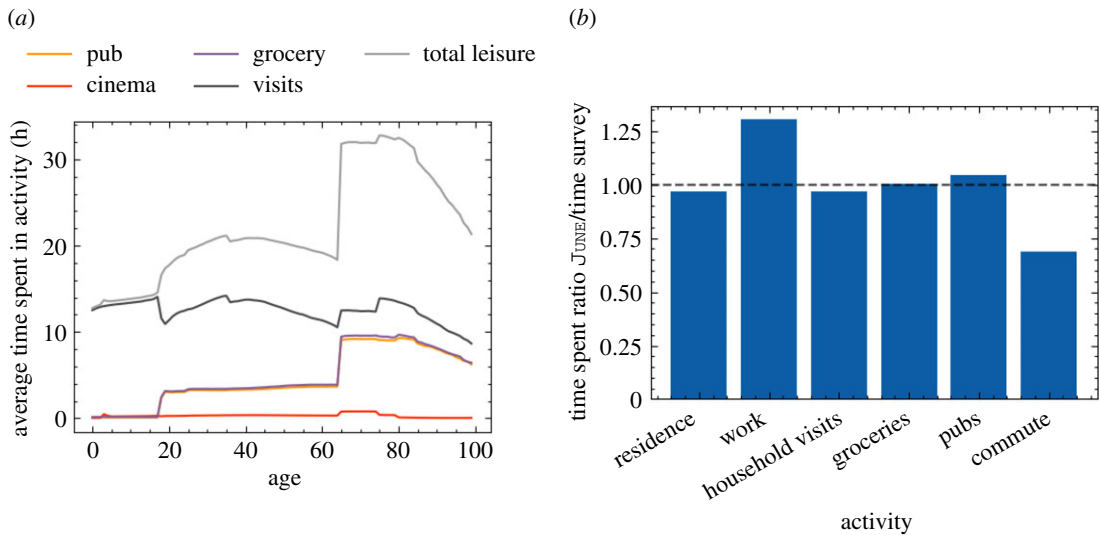 (a)
pub
grocery
total leisure
cinema
visits
average time spent in activity (h)
30
20
10
0
0
20
40
60
80
100
age
(b)
time spent ratio JUNE/time survey
1.25
1.00
0.75
0.50
0.25
0
residence
work
household visits
groceries
pubs
commute
activity